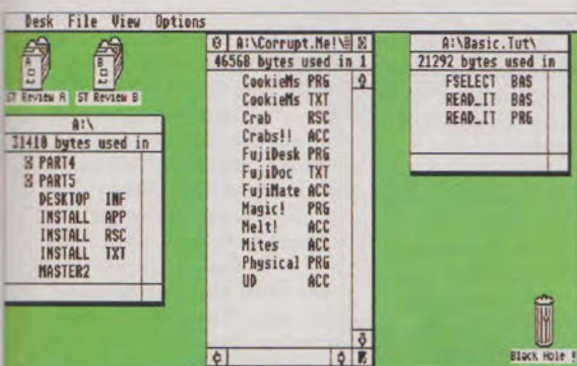 Desk File View Options
A
B
ST Review A
ST Review B
A:\
31418 bytes used in
PART4
PART5
DESKTOP INF
INSTALL APP
INSTALL RSC
INSTALL TXT
MASTER2
A:\Corrupt.Me!\
46568 bytes used in 1
CookieMs PRG
CookieMs TXT
Crab RSC
Crabs!! ACC
FujiDesk PRG
FujiDoc TXT
FujiMate ACC
Magic! PRG
Melt! ACC
Mites ACC
Physical PRG
UD ACC
A:\Basic.Tut\
21292 bytes used in
FSELECT BAS
READ_IT BAS
READ_IT PRG
Black Hole !